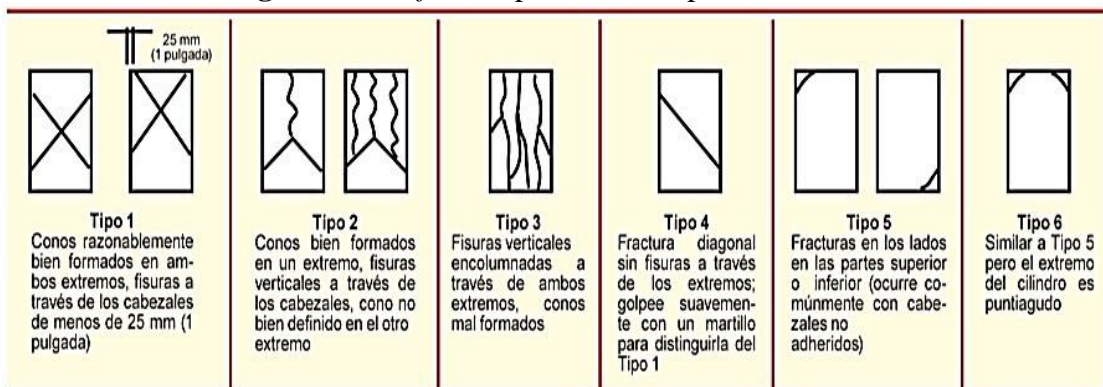 25 mm
(1 pulgada)
Tipo 1
Conos razonablemente
bien formados en am-
bos extremos, fisuras a
través de los cabezales
de menos de 25 mm (1
pulgada)
Tipo 2
Conos bien formados
en un extremo, fisuras
verticales a través de
los cabezales, cono no
bien definido en el otro
extremo
Tipo 3
Fisuras verticales
encolumnadas a
través de ambos
extremos, conos
mal formados
Tipo 4
Fractura diagonal
sin fisuras a través
de los extremos;
golpee suavemen-
te con un martillo
para distinguirla del
Tipo 1
Tipo 5
Fracturas en los lados
en las partes superior
o inferior (ocurre co-
múnmente con cabe-
zales no
adheridos)
Tipo 6
Similar a Tipo 5
pero el extremo
del cilindro es
puntiagudo